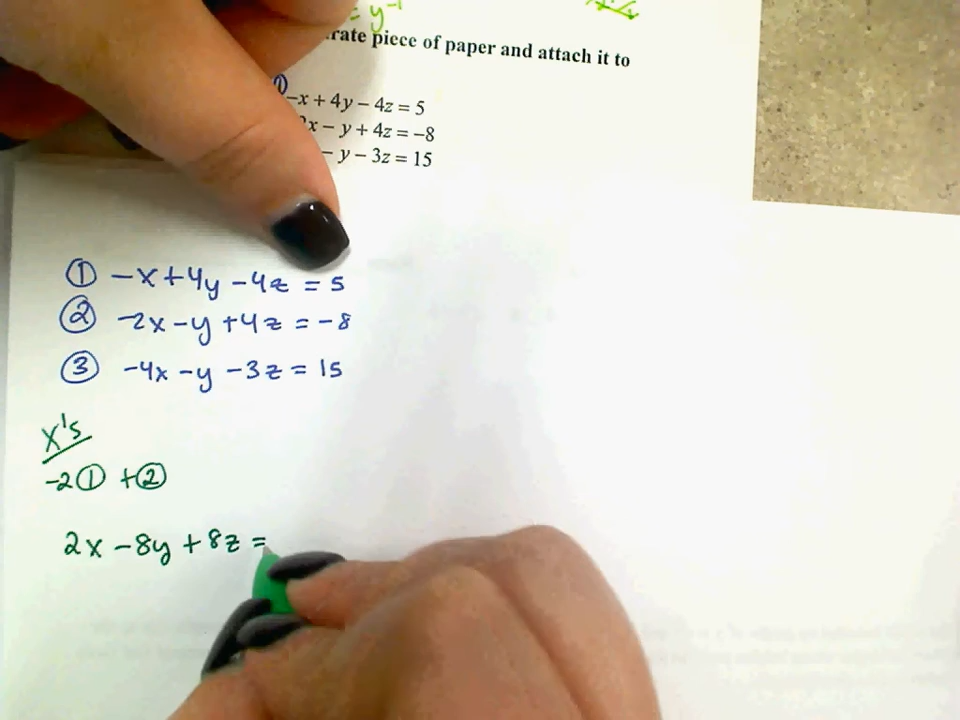 = y⁻¹
piece of paper and attach it to
①
-x + 4y - 4z = 5
x - y + 4z = -8
- y - 3z = 15
① -x+4y-4z = 5
② -2x-y+4z = -8
③ -4x-y-3z = 15
x's
-2① +②
2x-8y+8z =